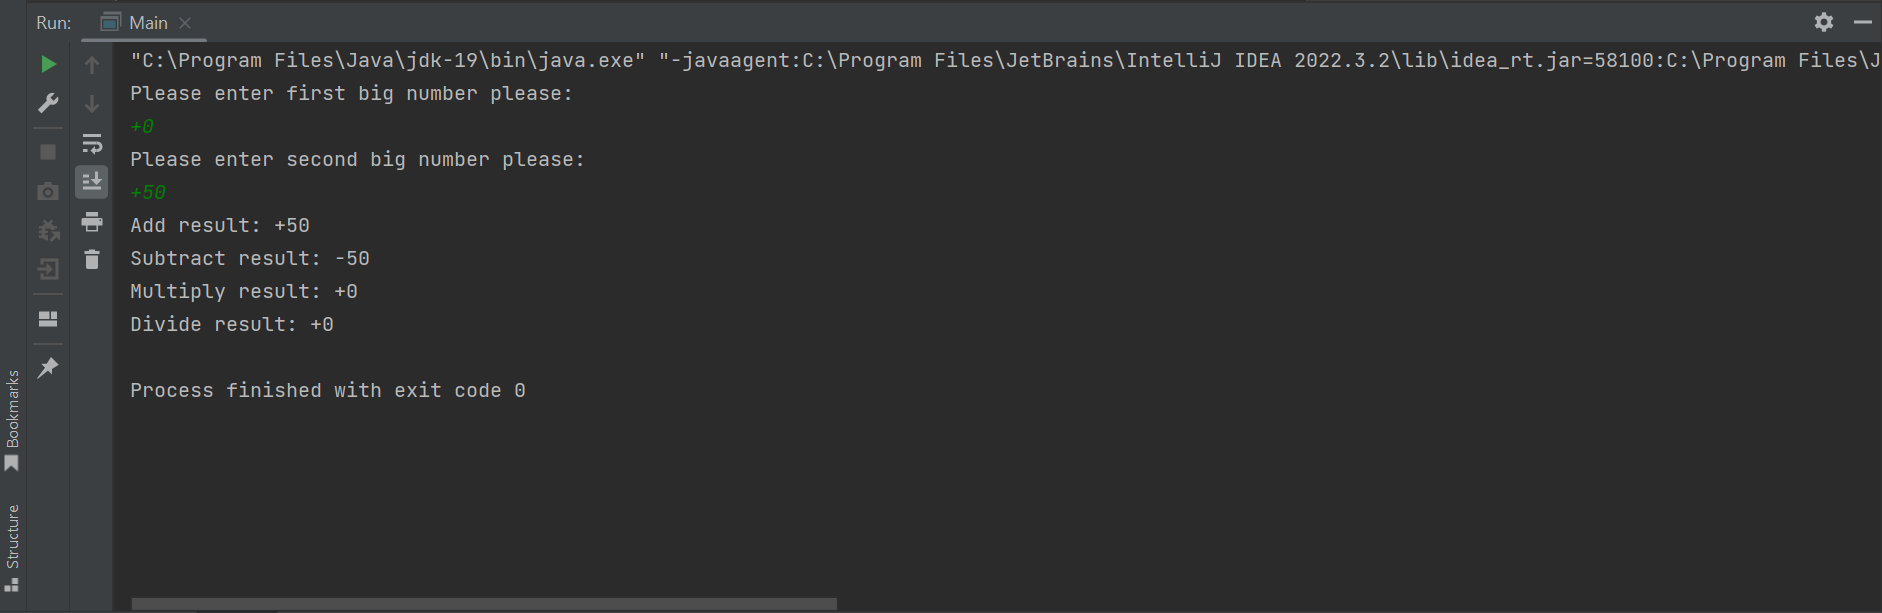 Run: Main
"C:\Program Files\Java\jdk-19\bin\java.exe" "-javaagent:C:\Program Files\JetBrains\IntelliJ IDEA 2022.3.2\lib\idea_rt.jar=58100:C:\Program Files\J
Please enter first big number please:
+0
Please enter second big number please:
+50
Add result: +50
Subtract result: -50
Multiply result: +0
Divide result: +0
Process finished with exit code 0
Bookmarks
Structure